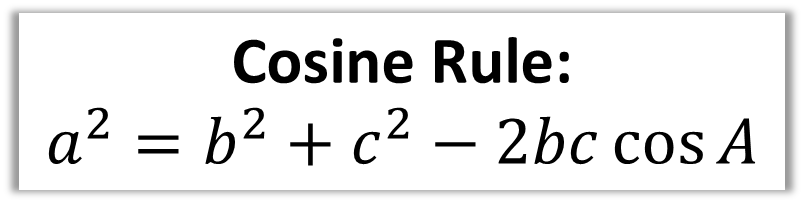 Cosine Rule:
a² = b² + c² − 2bc cos A